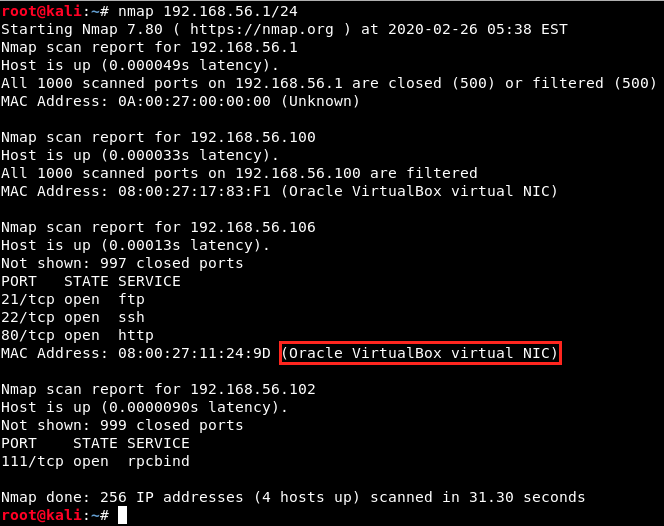 root@kali:~# nmap 192.168.56.1/24
Starting Nmap 7.80 ( https://nmap.org ) at 2020-02-26 05:38 EST
Nmap scan report for 192.168.56.1
Host is up (0.000049s latency).
All 1000 scanned ports on 192.168.56.1 are closed (500) or filtered (500)
MAC Address: 0A:00:27:00:00:00 (Unknown)

Nmap scan report for 192.168.56.100
Host is up (0.000033s latency).
All 1000 scanned ports on 192.168.56.100 are filtered
MAC Address: 08:00:27:17:83:F1 (Oracle VirtualBox virtual NIC)

Nmap scan report for 192.168.56.106
Host is up (0.00013s latency).
Not shown: 997 closed ports
PORT   STATE SERVICE
21/tcp open  ftp
22/tcp open  ssh
80/tcp open  http
MAC Address: 08:00:27:11:24:9D (Oracle VirtualBox virtual NIC)

Nmap scan report for 192.168.56.102
Host is up (0.0000090s latency).
Not shown: 999 closed ports
PORT    STATE SERVICE
111/tcp open  rpcbind

Nmap done: 256 IP addresses (4 hosts up) scanned in 31.30 seconds
root@kali:~#